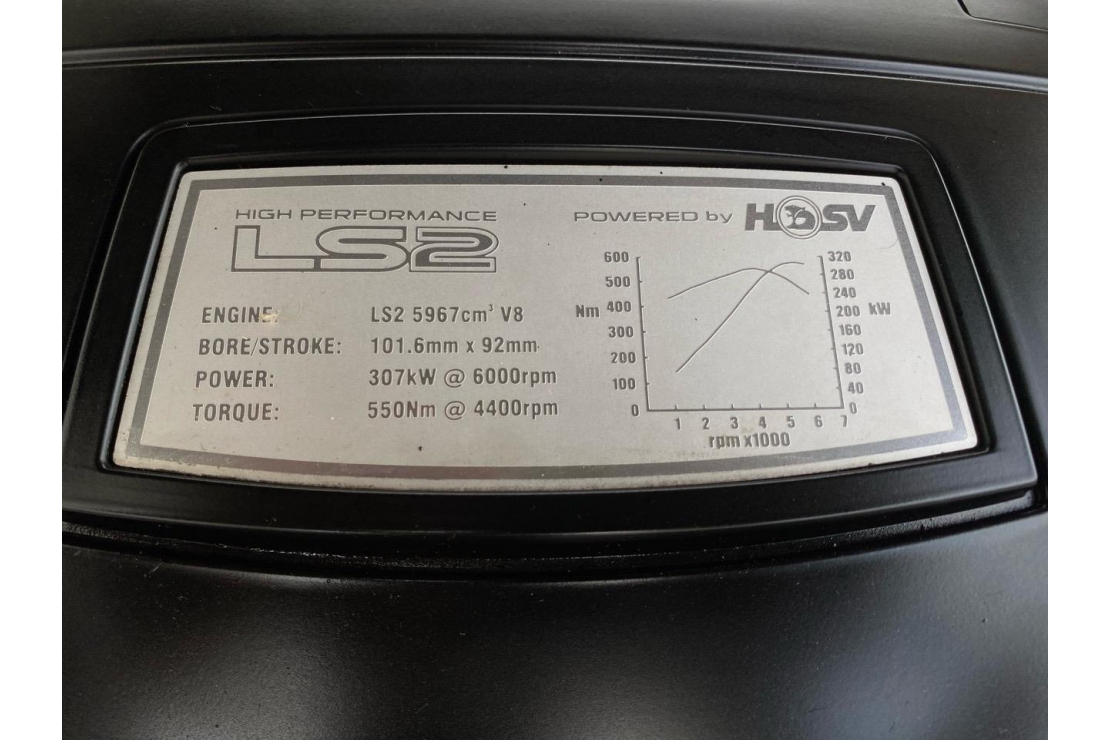 HIGH PERFORMANCE
LS2
ENGINE: LS2 5967cm³ V8
BORE/STROKE: 101.6mm x 92mm
POWER: 307kW @ 6000rpm
TORQUE: 550Nm @ 4400rpm
POWERED by HSV
600
500
Nm 400
300
200
100
0
320
280
240
200 kW
160
120
80
40
0
1 2 3 4 5 6 7
rpm x1000